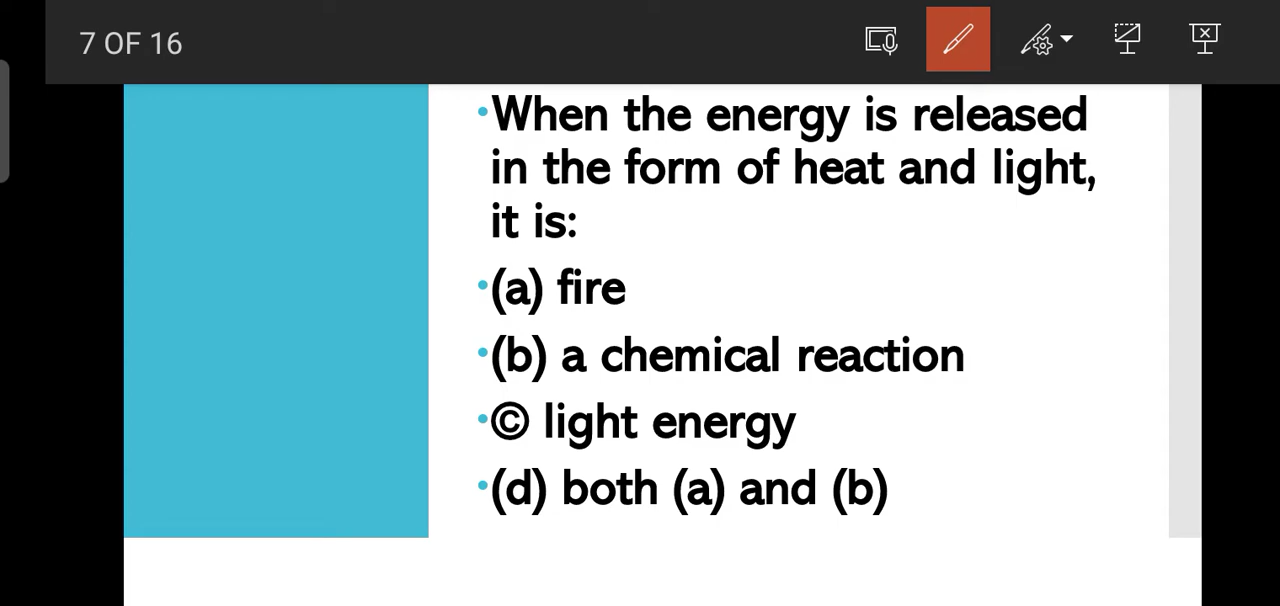 7 OF 16
•When the energy is released
in the form of heat and light,
it is:
•(a) fire
•(b) a chemical reaction
•© light energy
•(d) both (a) and (b)